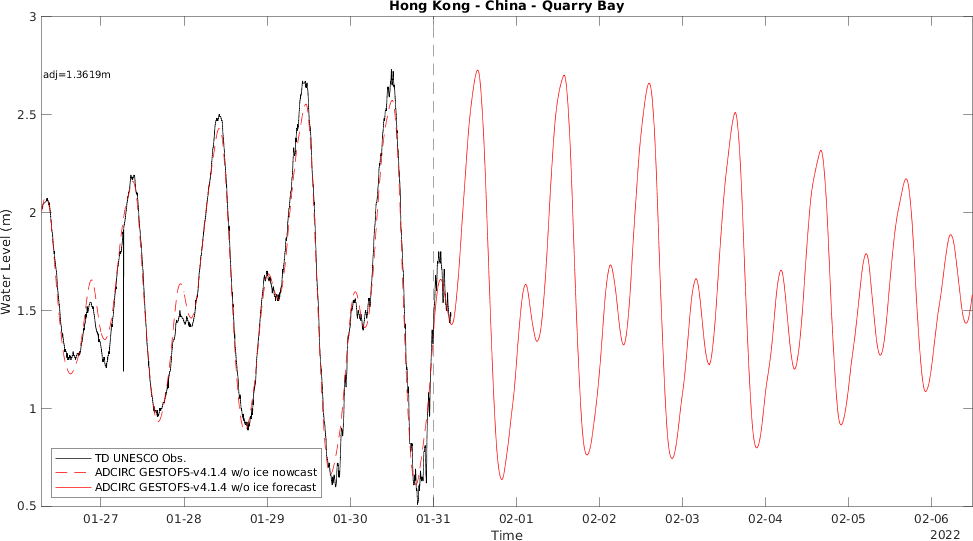 Hong Kong - China - Quarry Bay
3
adj=1.3619m
2.5
2
Water Level (m)
1.5
1
0.5
TD UNESCO Obs.
ADCIRC GESTOFS-v4.1.4 w/o ice nowcast
ADCIRC GESTOFS-v4.1.4 w/o ice forecast
01-27 01-28 01-29 01-30 01-31 02-01 02-02 02-03 02-04 02-05 02-06
Time 2022